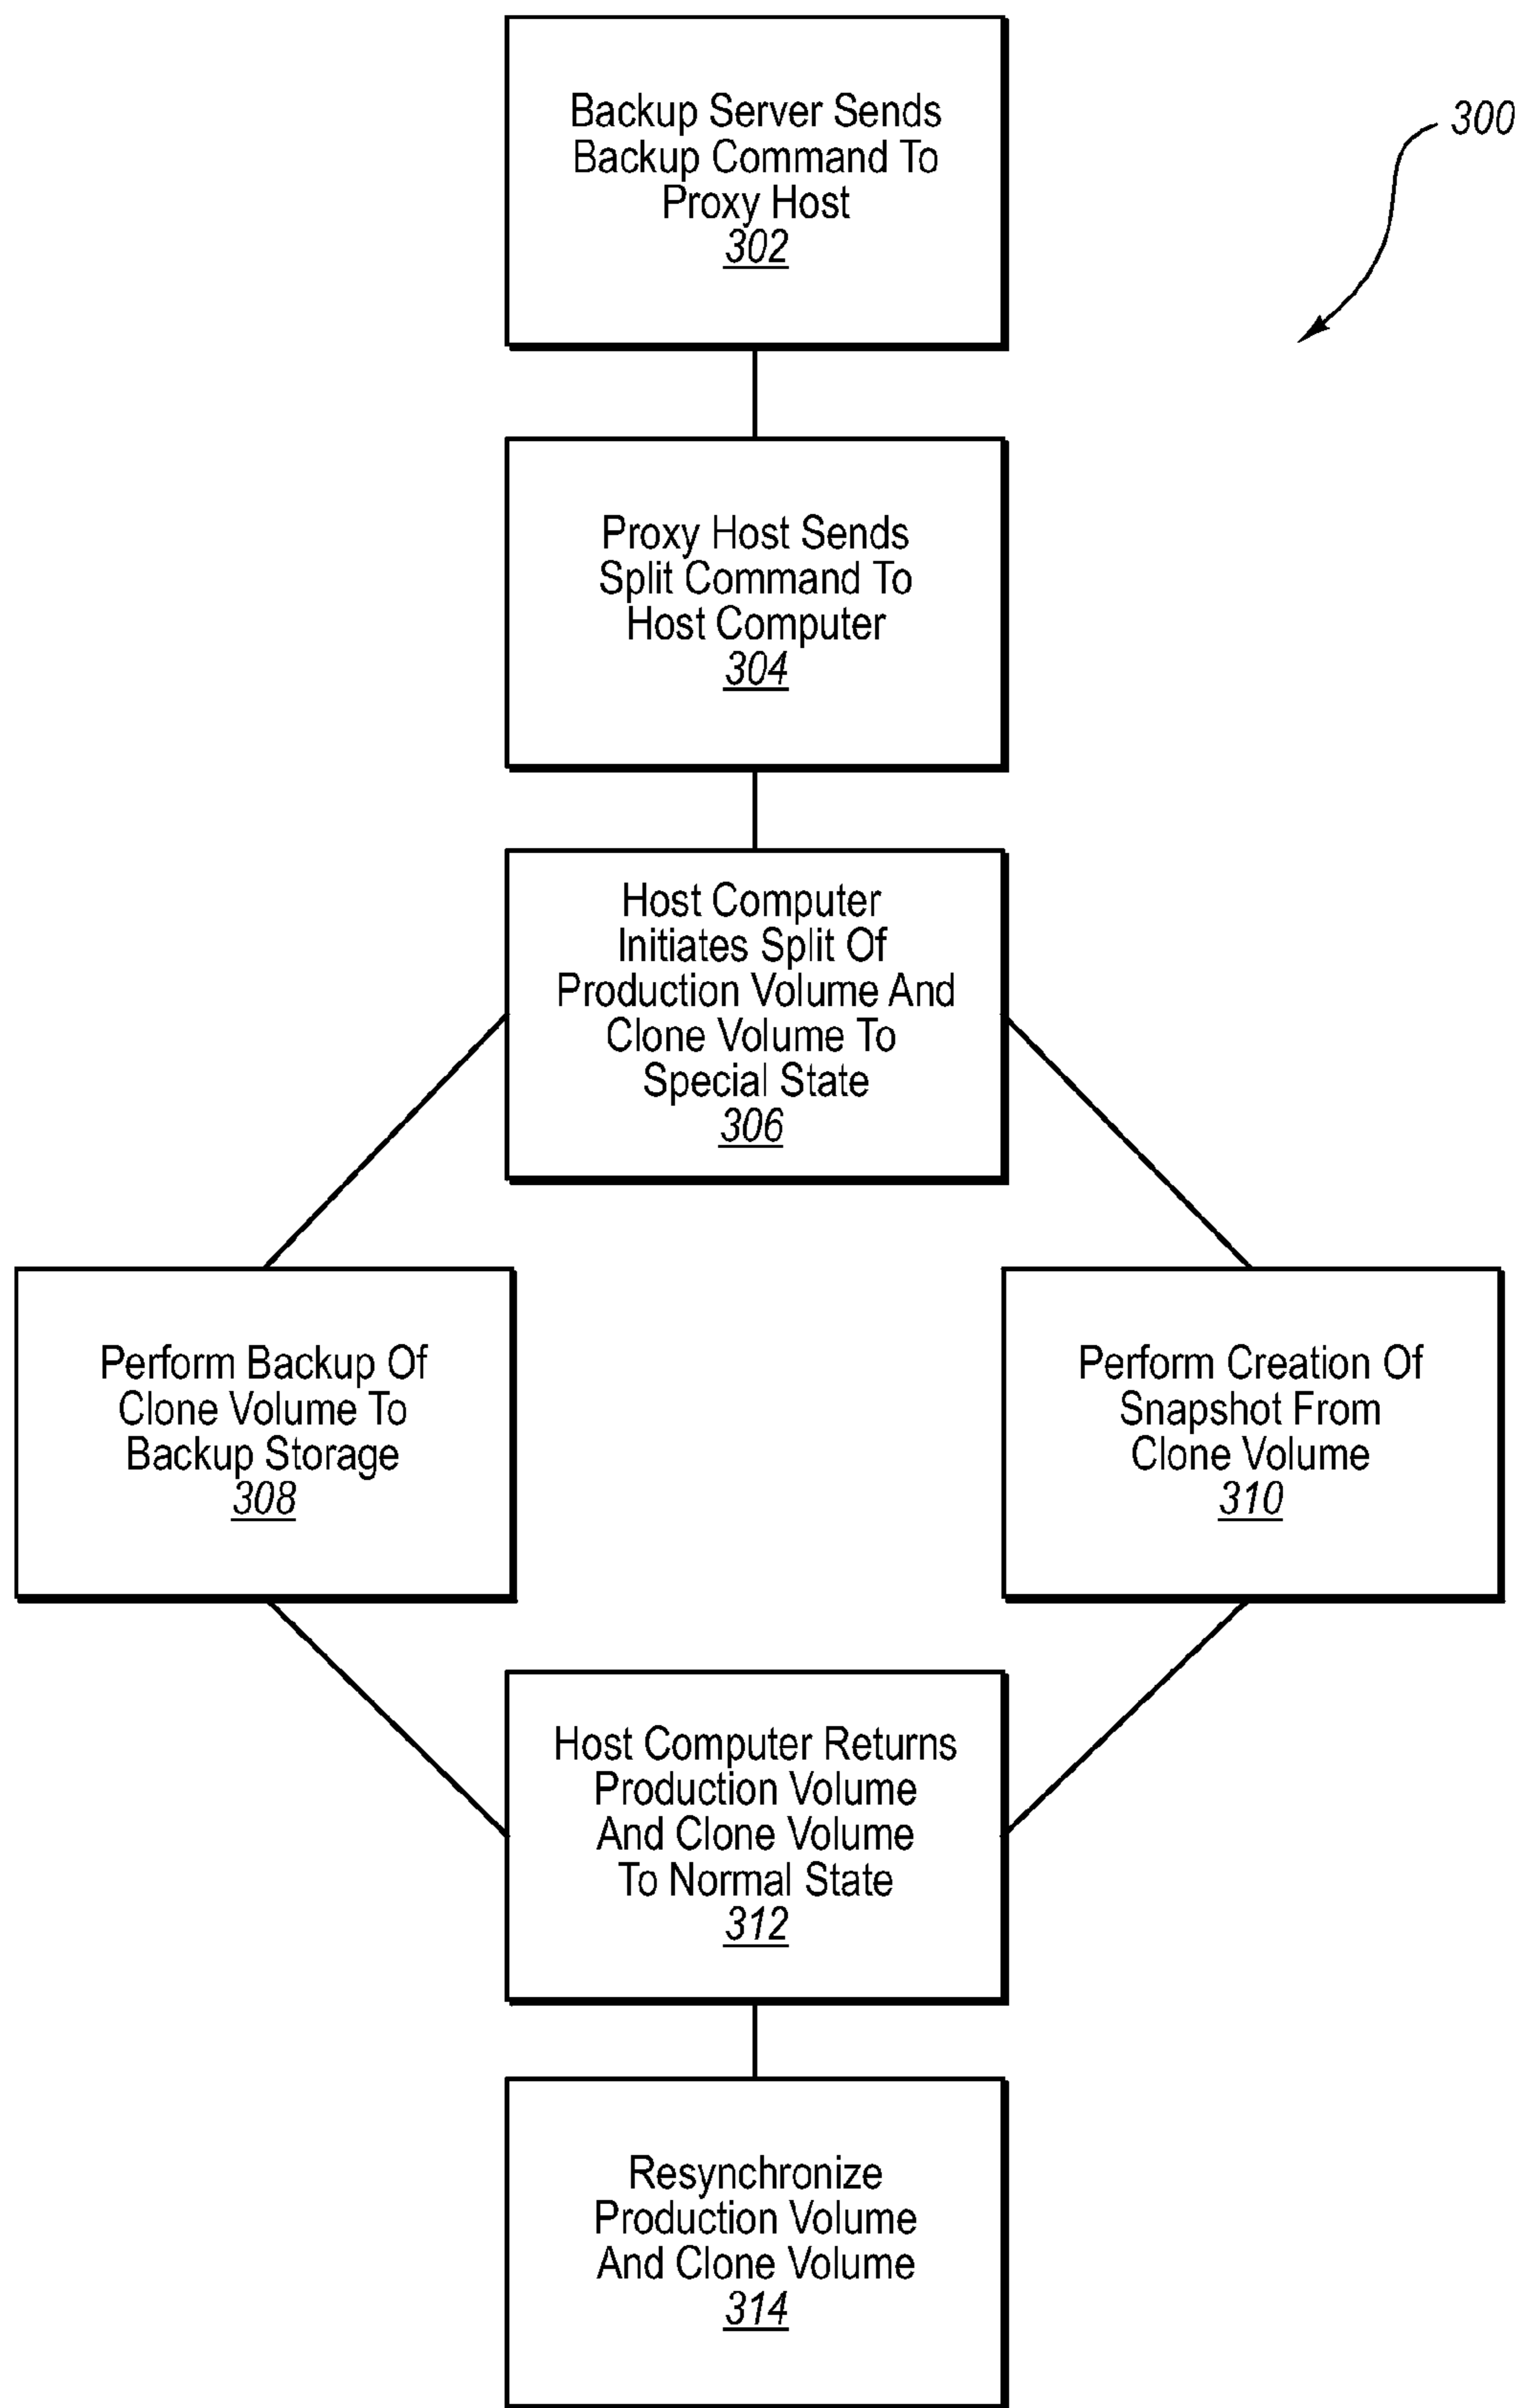 Backup Server Sends
Backup Command To
Proxy Host
302
300
Proxy Host Sends
Split Command To
Host Computer
304
Host Computer
Initiates Split Of
Production Volume And
Clone Volume To
Special State
306
Perform Backup Of
Clone Volume To
Backup Storage
308
Perform Creation Of
Snapshot From
Clone Volume
310
Host Computer Returns
Production Volume
And Clone Volume
To Normal State
312
Resynchronize
Production Volume
And Clone Volume
314